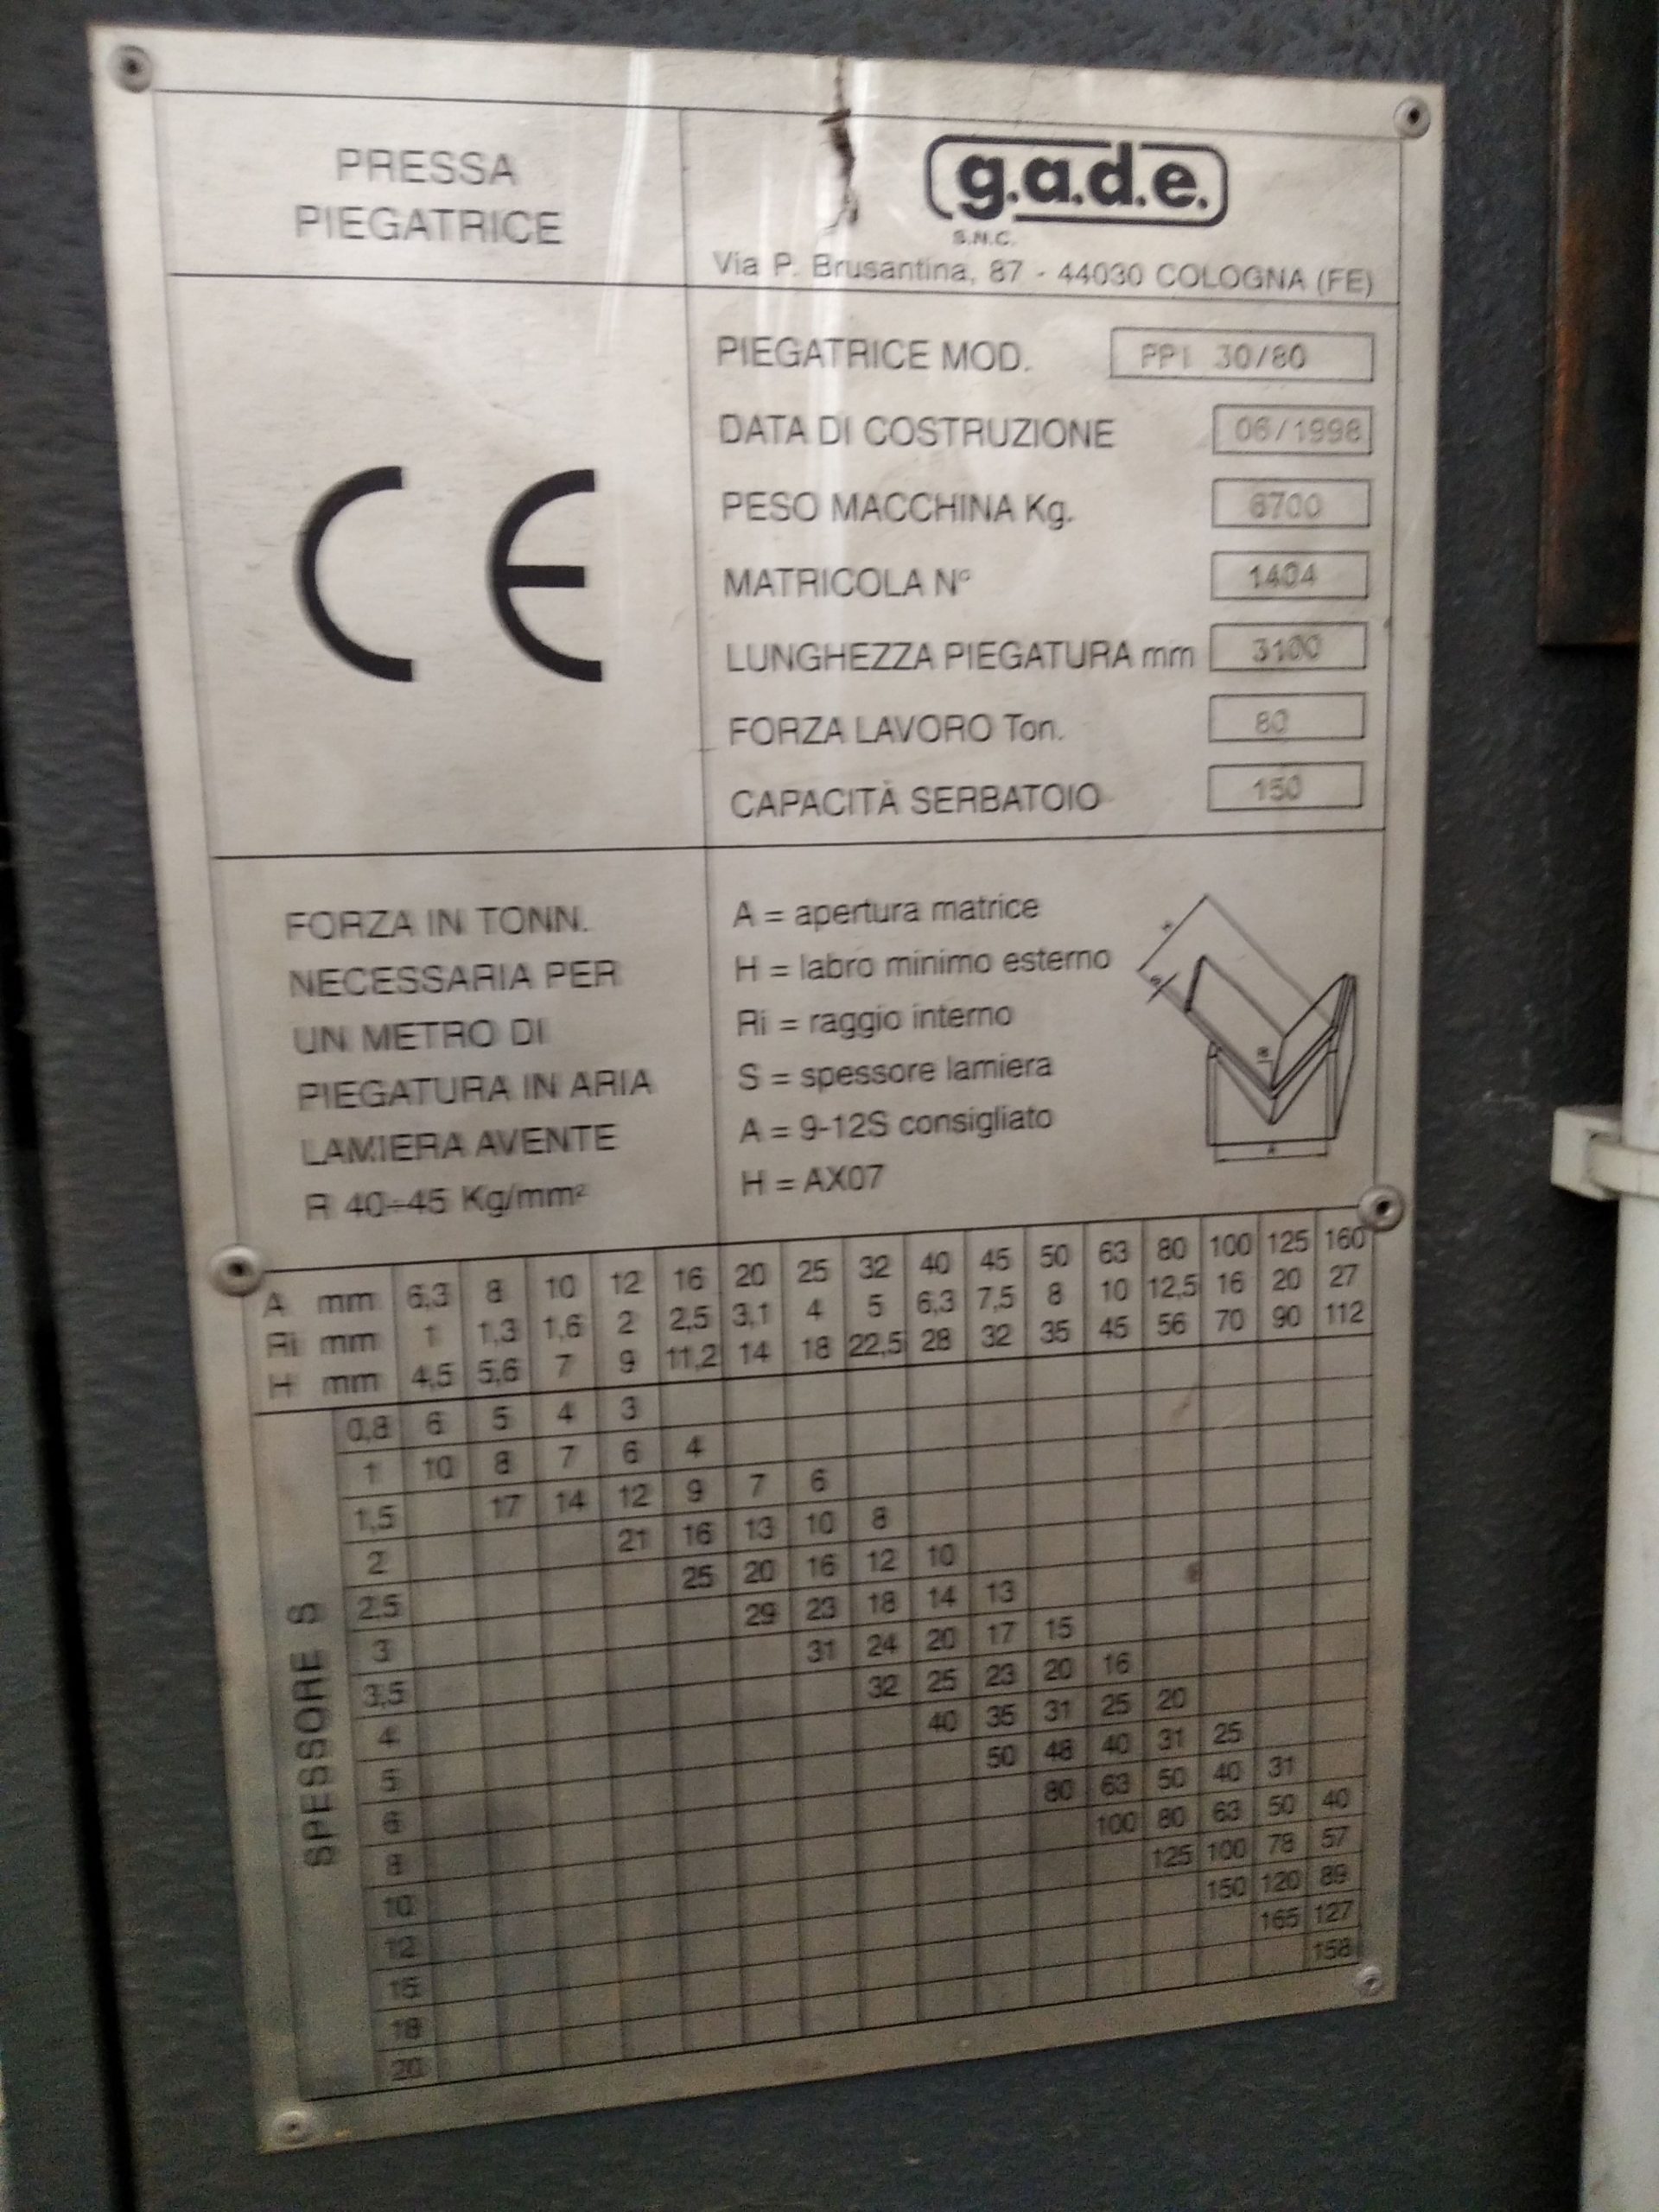 PRESSA
PIEGATRICE
g.a.d.e.
S.N.C.
Via P. Brusantina, 87 - 44030 COLOGNA (FE)
CE
PIEGATRICE MOD. PPI 30/80
DATA DI COSTRUZIONE 06/1998
PESO MACCHINA Kg.
MATRICOLA N° 1404
LUNGHEZZA PIEGATURA mm 3100
FORZA LAVORO Ton. 80
CAPACITÀ SERBATOIO 150
FORZA IN TONN.
NECESSARIA PER
UN METRO DI
PIEGATURA IN ARIA
LAMIERA AVENTE
R 40÷45 Kg/mm²
A = apertura matrice
H = labro minimo esterno
Ri = raggio interno
S = spessore lamiera
A = 9-12S consigliato
H = AX07
A mm 6,3 8 10 12 16 20 25 32 40 45 50 63 80 100 125 160
Ri mm 1 1,3 1,6 2 2,5 3,1 4 5 6,3 7,5 8 10 12,5 16 20 27
H mm 4,5 5,6 7 9 11,2 14 18 22,5 28 32 35 45 56 70 90 112
SPESSORE S
0,8 6 5 4 3
1 10 8 7 6 4
1,5 17 14 12 9 7 6
2 21 16 13 10 8
2,5 25 20 16 12 10
3 29 23 18 14 13
3,5 31 24 20 17 15
4 32 25 23 20 16
5 40 35 31 25 20
6 50 48 40 31 25
8 80 63 50 40 31
10 100 80 63 50 40
12 125 100 78 57
15 150 120 89
18 165 127
20 158